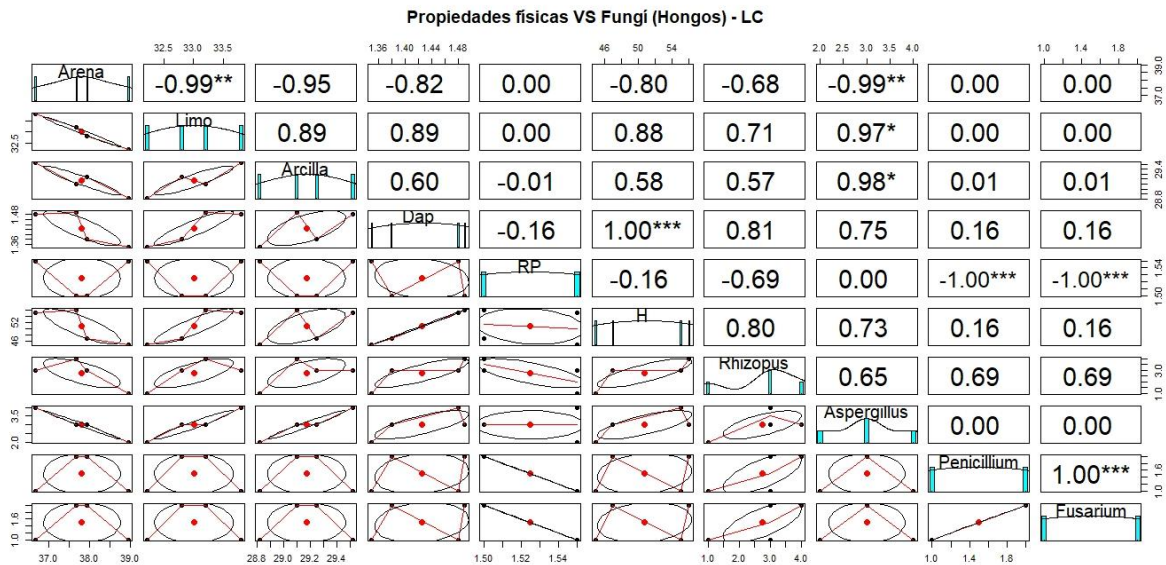 Propiedades físicas VS Fungí (Hongos) - LC
32.5 33.0 33.8 1.36 1.40 1.44 1.48 46 50 54 2.0 3.0 4.0 1.0 1.4 1.8
Arena -0.99** -0.95 -0.82 0.00 -0.80 -0.68 -0.99** 0.00 0.00 37.0 39.0
32.5 Limo 0.89 0.89 0.00 0.88 0.71 0.97* 0.00 0.00
Arcilla 0.60 -0.01 0.58 0.57 0.98* 0.01 0.01 28.8 29.4
1.36 1.48 Dap -0.16 1.00*** 0.81 0.75 0.16 0.16
RP -0.16 -0.69 0.00 -1.00*** -1.00*** 1.50 1.54
46 52 H 0.80 0.73 0.16 0.16
Rhizopus 0.65 0.69 0.69 1.0 3.0
2.0 3.5 Aspergillus 0.00 0.00
Penicillium 1.00*** 1.0 1.6
1.0 1.6 Fusarium
37.0 38.0 39.0 28.8 29.0 29.2 29.4 1.50 1.52 1.54 1.0 2.0 3.0 4.0 1.0 1.4 1.8